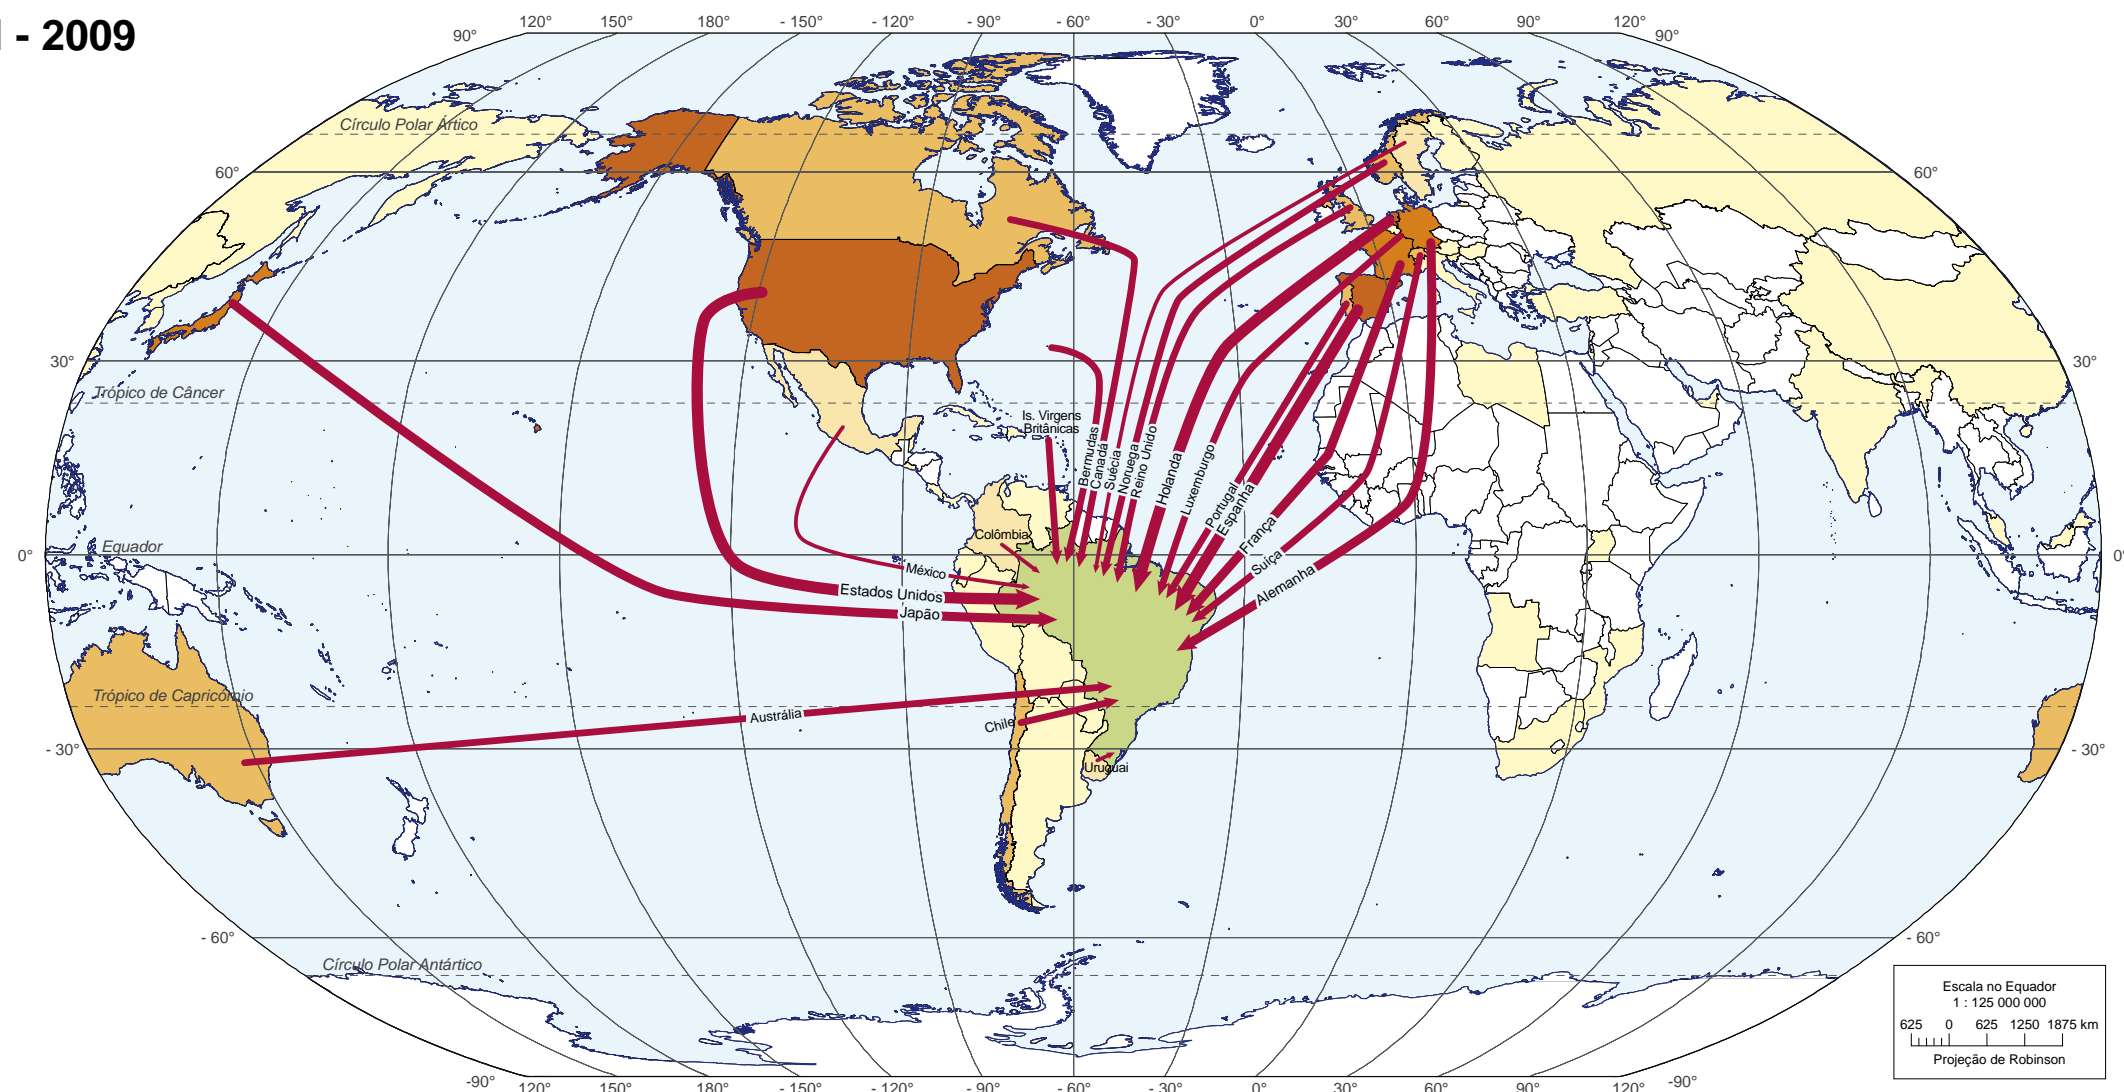 - 2009
120° 150° 180° - 150° - 120° - 90° - 60° - 30° 0° 30° 60° 90° 120°
90° 90°
Círculo Polar Ártico
60° 60°
30° 30°
Trópico de Câncer
Is. Virgens
Britânicas
Bermudas
Canadá
Suécia
Noruega
Reino Unido
Holanda
Luxemburgo
Portugal
Espanha
França
Suíça
Alemanha
Colômbia
Equador
0° 0°
México
Estados Unidos
Japão
Trópico de Capricórnio
Austrália
Chile
- 30° - 30°
Uruguai
- 60° - 60°
Círculo Polar Antártico
Escala no Equador
1 : 125 000 000
625 0 625 1250 1875 km
Projeção de Robinson
-90° -90°
120° 150° 180° - 150° - 120° - 90° - 60° - 30° 0° 30° 60° 90° 120°